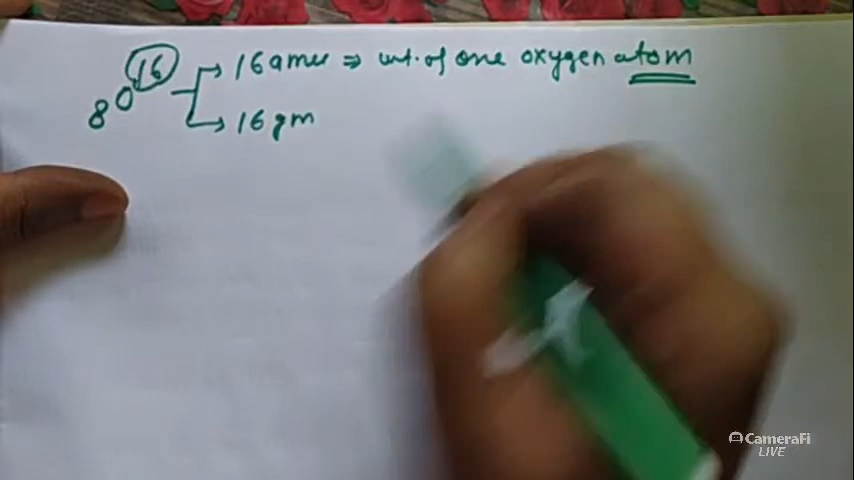 ₈O¹⁶ → 16 amu ⇒ wt. of one oxygen atom
→ 16 gm
CameraFi
LIVE